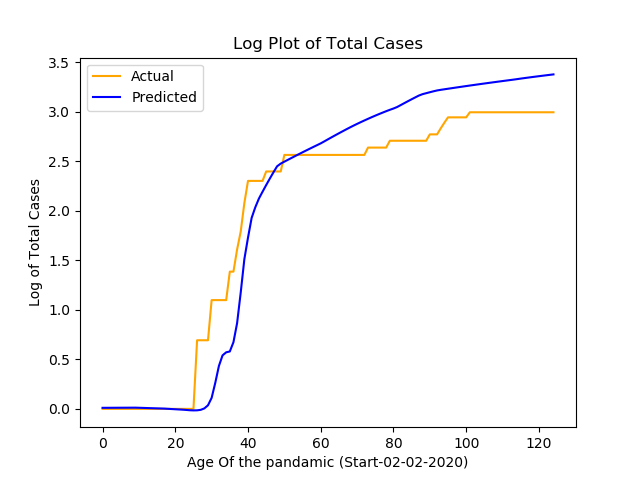 Log Plot of Total Cases
Actual
Predicted
Log of Total Cases
3.5
3.0
2.5
2.0
1.5
1.0
0.5
0.0
0 20 40 60 80 100 120
Age Of the pandamic (Start-02-02-2020)